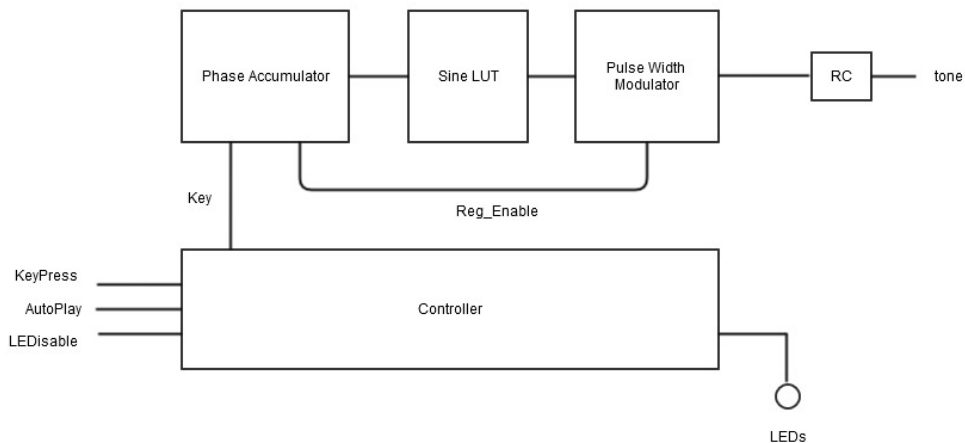 Phase Accumulator
Sine LUT
Pulse Width
Modulator
RC
tone
Key
Reg_Enable
KeyPress
AutoPlay
LEDisable
Controller
LEDs